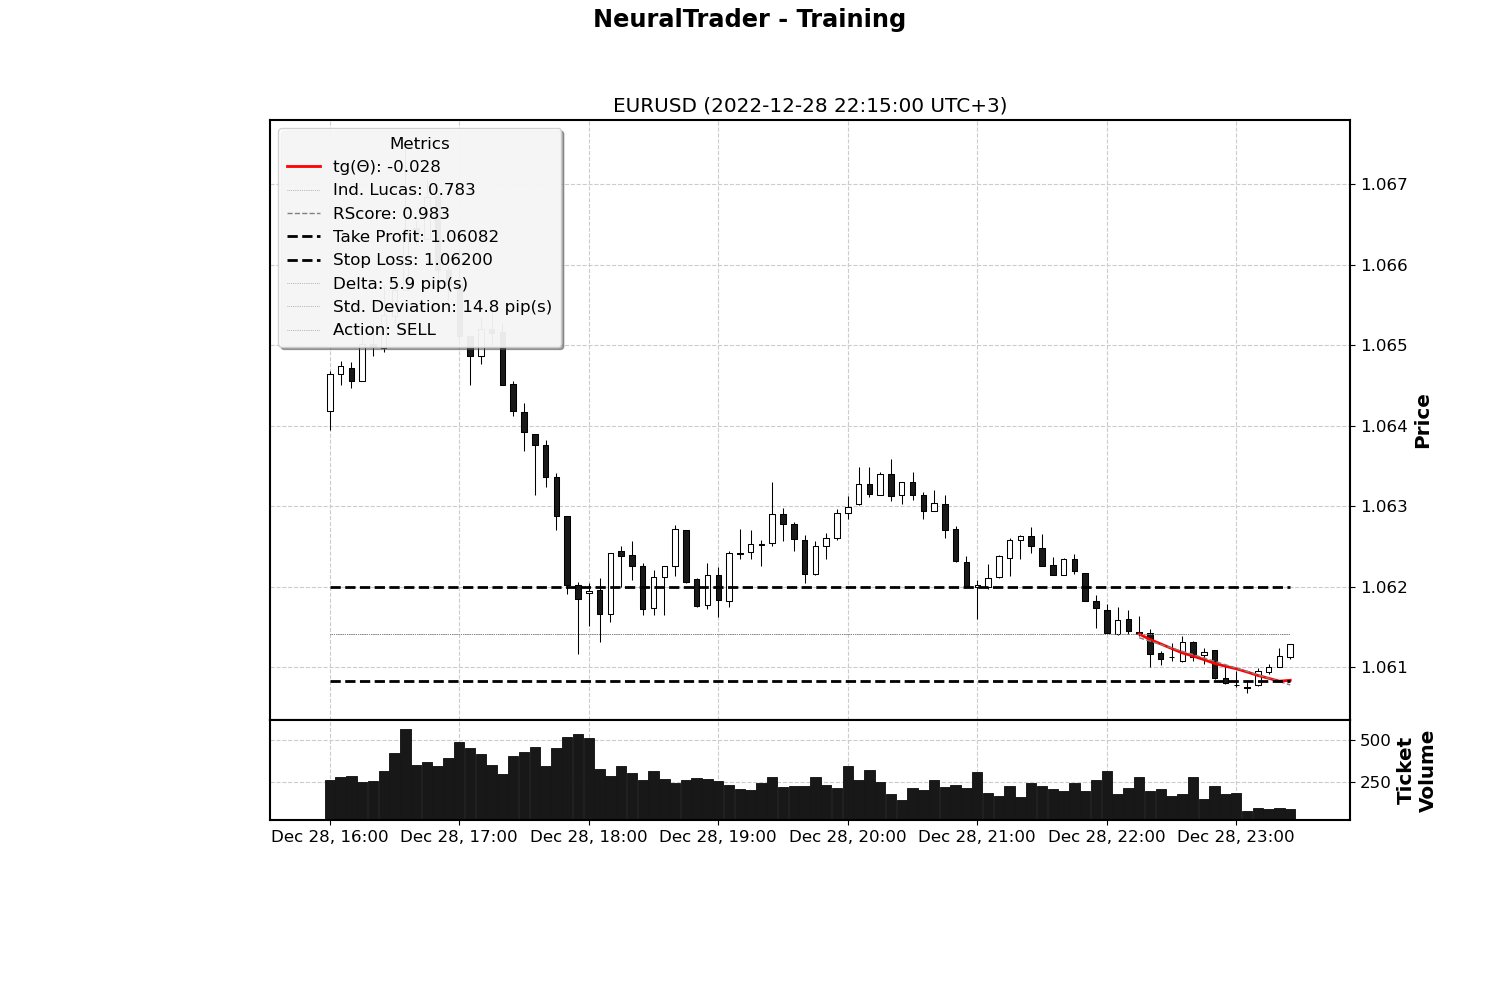 NeuralTrader - Training
EURUSD (2022-12-28 22:15:00 UTC+3)
Metrics
tg(Θ): -0.028
Ind. Lucas: 0.783
RScore: 0.983
Take Profit: 1.06082
Stop Loss: 1.06200
Delta: 5.9 pip(s)
Std. Deviation: 14.8 pip(s)
Action: SELL
1.067
1.066
1.065
1.064
1.063
1.062
1.061
Price
500
250
Ticket
Volume
Dec 28, 16:00 Dec 28, 17:00 Dec 28, 18:00 Dec 28, 19:00 Dec 28, 20:00 Dec 28, 21:00 Dec 28, 22:00 Dec 28, 23:00